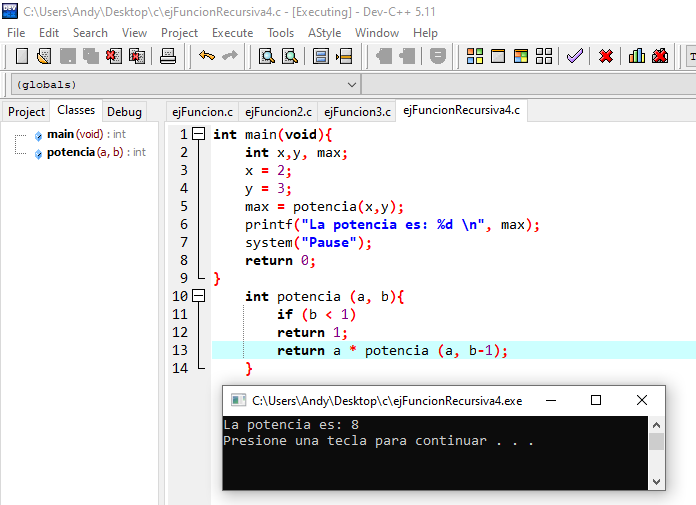 C:\Users\Andy\Desktop\c\ejFuncionRecursiva4.c - [Executing] - Dev-C++ 5.11
File Edit Search View Project Execute Tools AStyle Window Help
(globals)
Project Classes Debug
main (void) : int
potencia (a, b) : int
ejFuncion.c ejFuncion2.c ejFuncion3.c ejFuncionRecursiva4.c
1 int main(void){
2 int x,y, max;
3 x = 2;
4 y = 3;
5 max = potencia(x,y);
6 printf("La potencia es: %d \n", max);
7 system("Pause");
8 return 0;
9 }
10 int potencia (a, b){
11 if (b < 1)
12 return 1;
13 return a * potencia (a, b-1);
14 }
C:\Users\Andy\Desktop\c\ejFuncionRecursiva4.exe
La potencia es: 8
Presione una tecla para continuar . . .